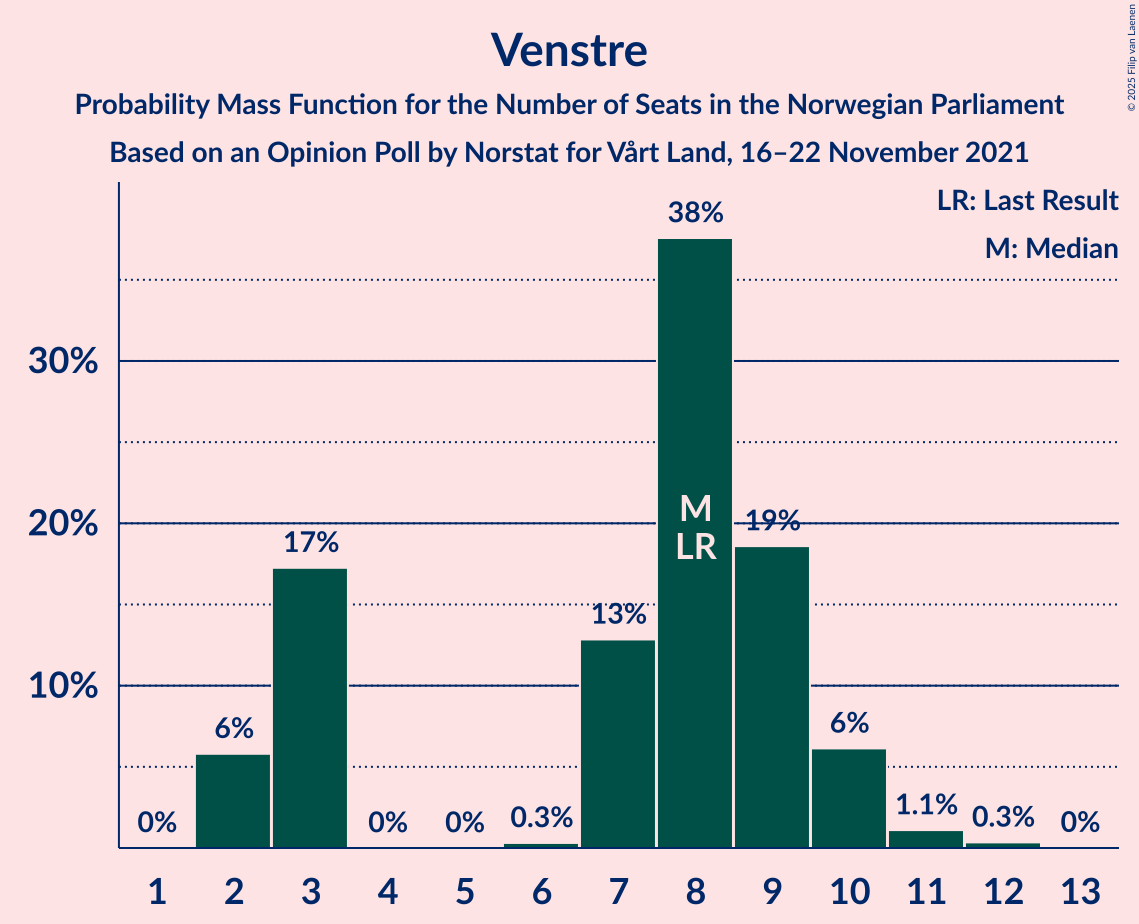 Venstre
Probability Mass Function for the Number of Seats in the Norwegian Parliament
Based on an Opinion Poll by Norstat for Vårt Land, 16–22 November 2021
© 2025 Filip van Laenen
LR: Last Result
M: Median
30%
20%
10%
0%
6%
17%
0%
0%
0.3%
13%
38%
M
LR
19%
6%
1.1%
0.3%
0%
1 2 3 4 5 6 7 8 9 10 11 12 13